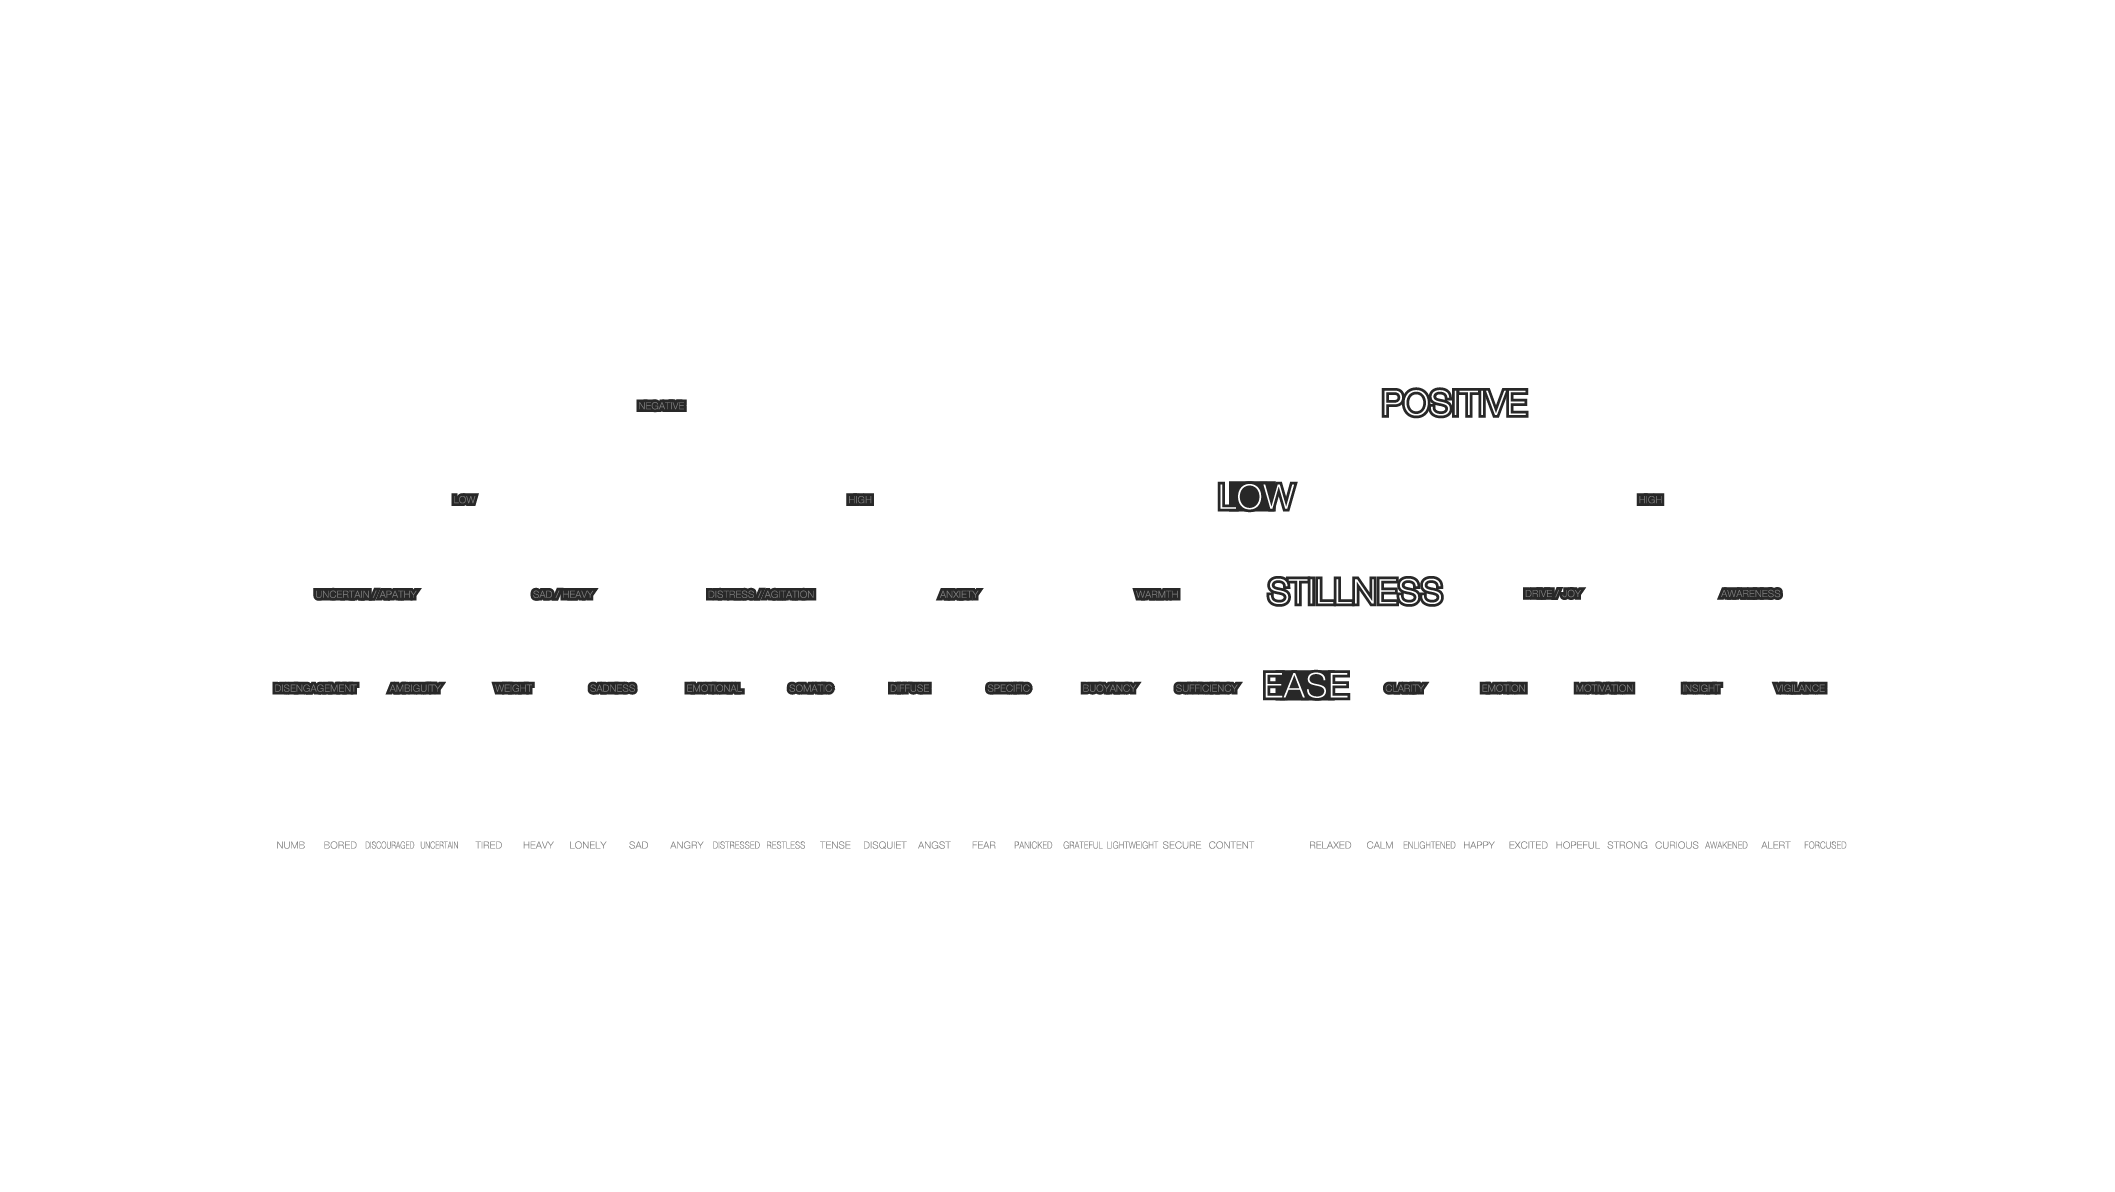 NEGATIVE POSITIVE
LOW HIGH LOW HIGH
UNCERTAIN//APATHY SAD//HEAVY DISTRESS//AGITATION ANXIETY WARMTH STILLNESS DRIVE//JOY AWARENESS
DISENGAGEMENT AMBIGUITY WEIGHT SADNESS EMOTIONAL SOMATIC DIFFUSE SPECIFIC BUOYANCY SUFFICIENCY EASE CLARITY EMOTION MOTIVATION INSIGHT VIGILANCE
NUMB BORED DISCOURAGED UNCERTAIN TIRED HEAVY LONELY SAD ANGRY DISTRESSED RESTLESS TENSE DISQUIET ANGST FEAR PANICKED GRATEFUL LIGHTWEIGHT SECURE CONTENT RELAXED CALM ENLIGHTENED HAPPY EXCITED HOPEFUL STRONG CURIOUS AWAKENED ALERT FORCUSED